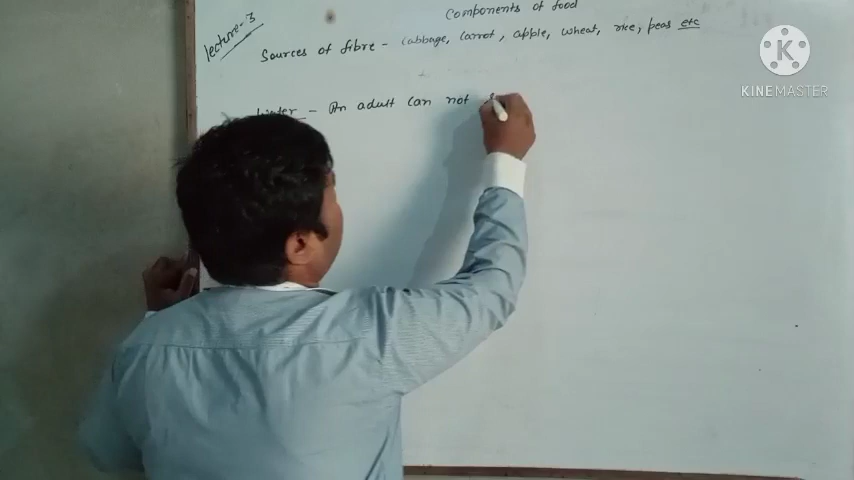 Components of food
Lecture-3
Sources of fibre - Cabbage, Carrot, apple, wheat, rice, peas etc
K
KINEMASTER
Water - An adult can not